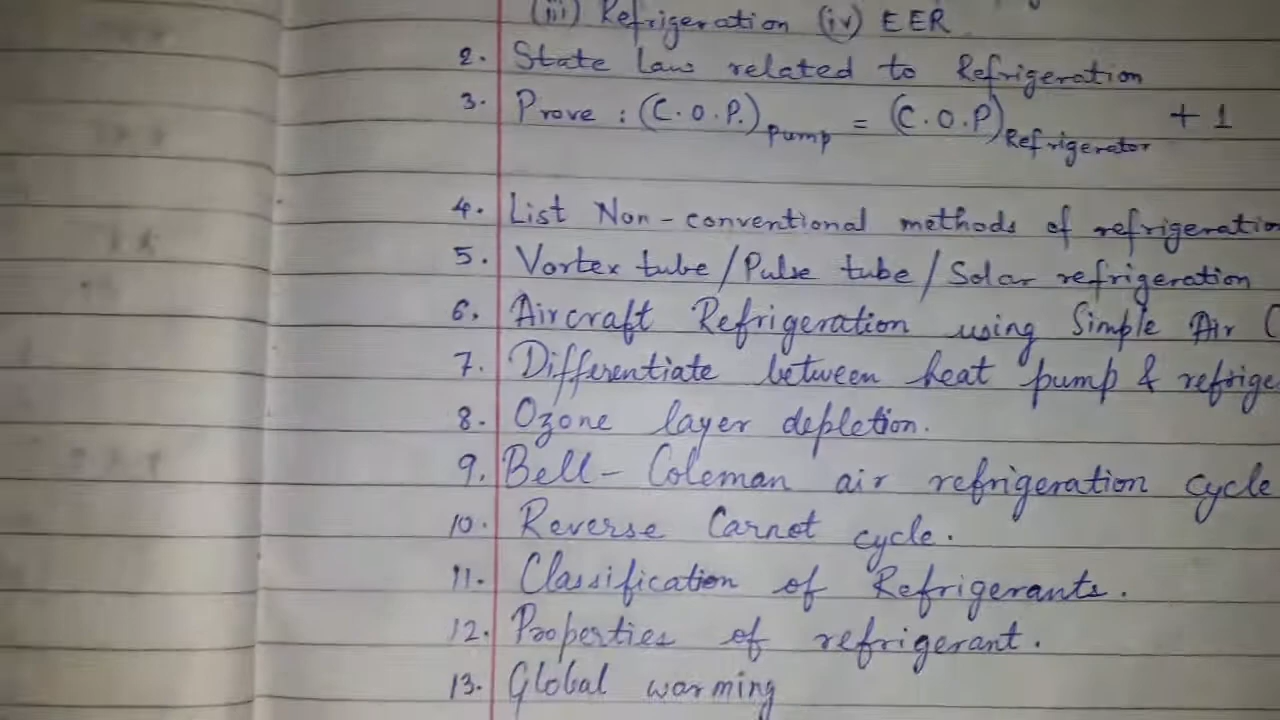 (iii) Refrigeration (iv) EER
2. State Law related to Refrigeration
3. Prove : (C.O.P.)pump = (C.O.P)Refrigerator + 1
4. List Non-conventional methods of refrigeratio
5. Vortex tube/Pulse tube/Solar refrigeration
6. Aircraft Refrigeration using Simple Air C
7. Differentiate between heat pump & refrige
8. Ozone layer depletion.
9. Bell-Coleman air refrigeration cycle
10. Reverse Carnot cycle.
11. Classification of Refrigerants.
12. Properties of refrigerant.
13. Global warming